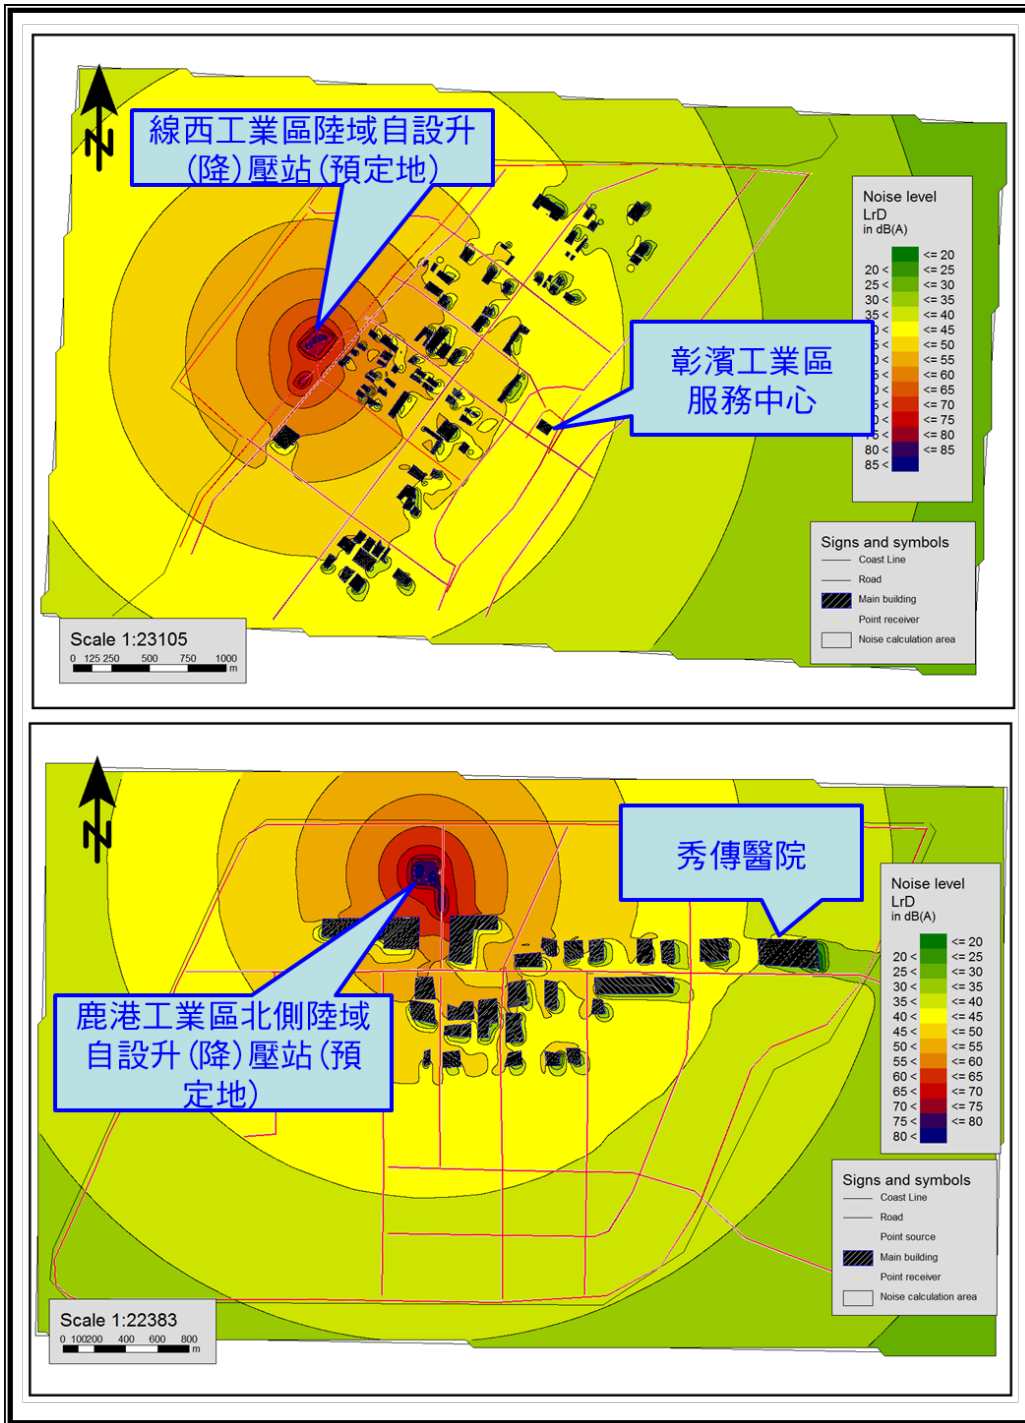 N
線西工業區陸域自設升
(降)壓站(預定地)
彰濱工業區
服務中心
Noise level
LrD
in dB(A)
<= 20
20 < <= 25
25 < <= 30
30 < <= 35
35 < <= 40
<= 45
<= 50
<= 55
<= 60
<= 65
<= 70
<= 75
<= 80
80 < <= 85
85 <
Signs and symbols
Coast Line
Road
Main building
Point receiver
Noise calculation area
Scale 1:23105
0 125 250 500 750 1000
m
N
秀傳醫院
鹿港工業區北側陸域
自設升(降)壓站(預
定地)
Noise level
LrD
in dB(A)
<= 20
20 < <= 25
25 < <= 30
30 < <= 35
35 < <= 40
40 < <= 45
45 < <= 50
50 < <= 55
55 < <= 60
60 < <= 65
65 < <= 70
70 < <= 75
75 < <= 80
80 <
Signs and symbols
Coast Line
Road
Point source
Main building
Point receiver
Noise calculation area
Scale 1:22383
0 100200 400 600 800
m